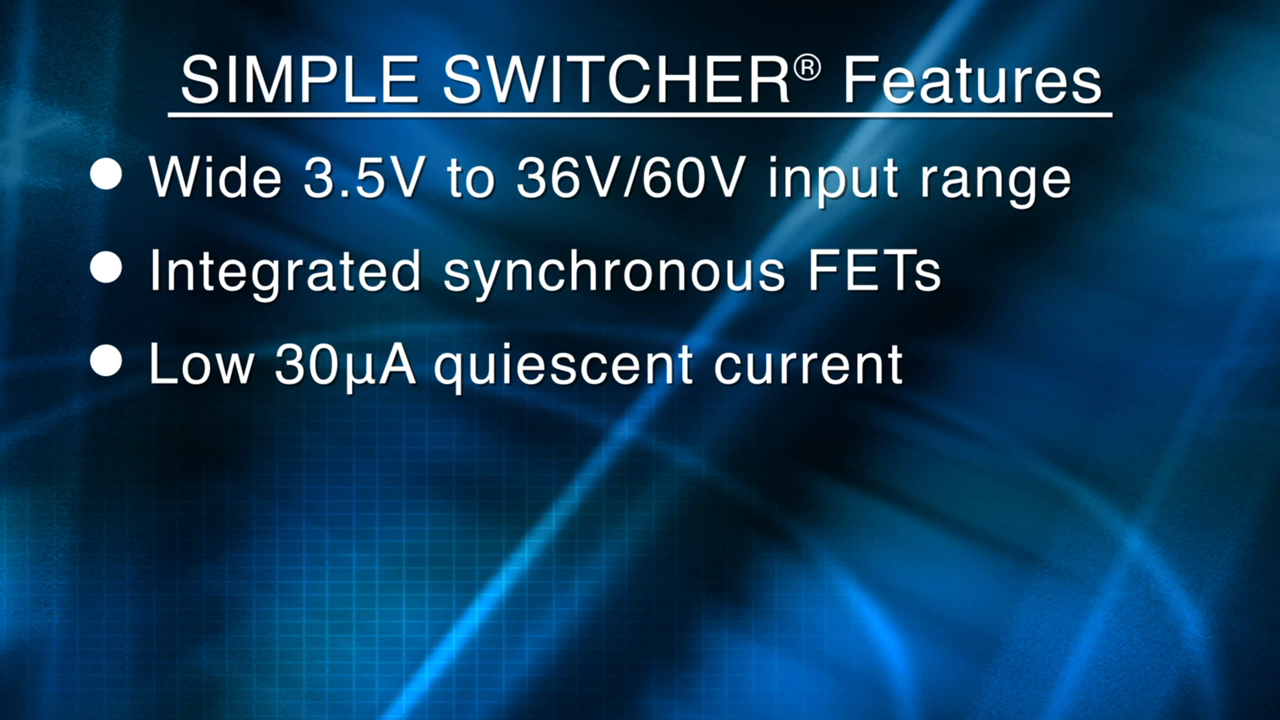 SIMPLE SWITCHER® Features
● Wide 3.5V to 36V/60V input range
● Integrated synchronous FETs
● Low 30µA quiescent current